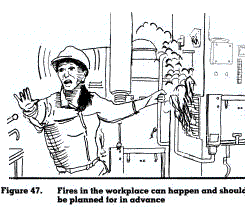 Figure 47. Fires in the workplace can happen and should
be planned for in advance